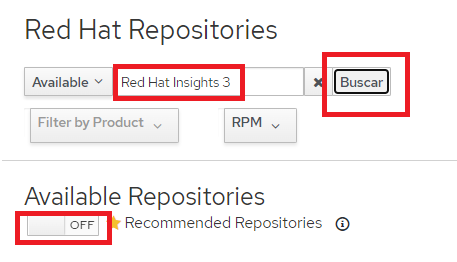 Red Hat Repositories
Available Red Hat Insights 3 Buscar
Filter by Product RPM
Available Repositories
OFF Recommended Repositories